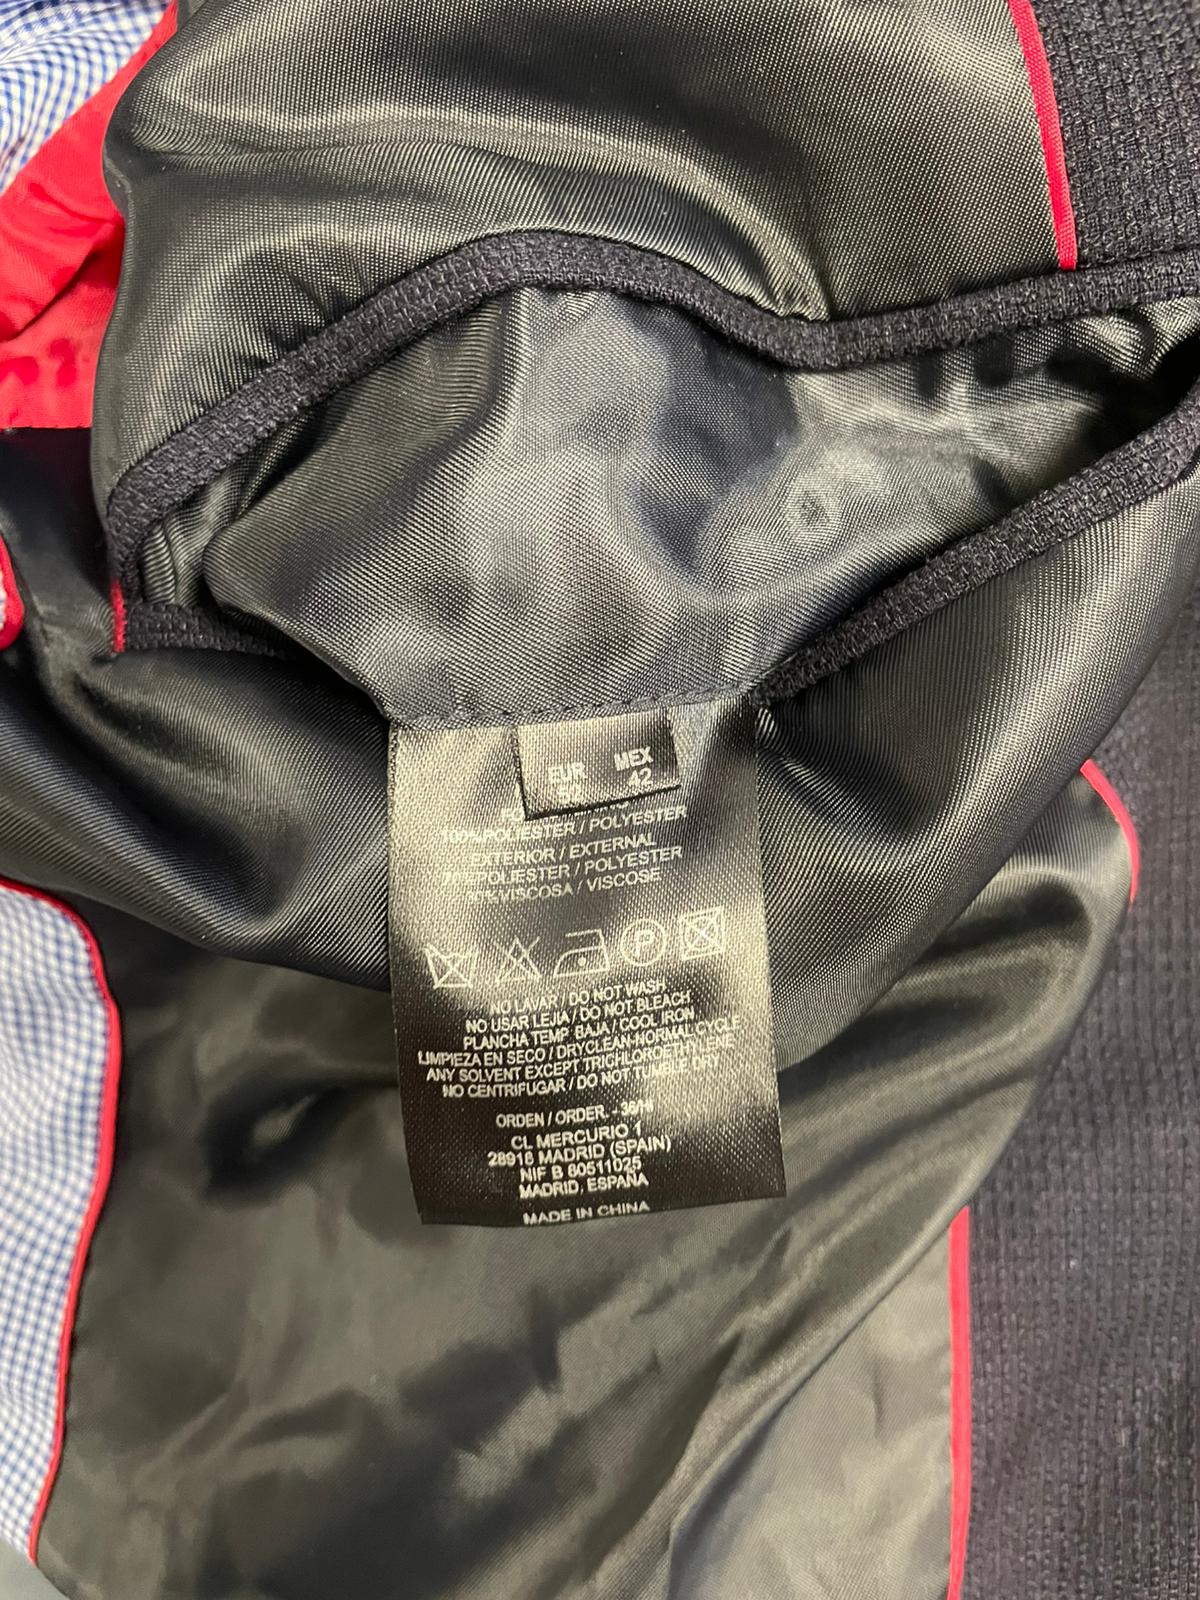 EUR MEX
42
100% POLIESTER / POLYESTER
EXTERIOR / EXTERNAL
POLIESTER / POLYESTER
VISCOSA / VISCOSE
P
NO LAVAR / DO NOT WASH
NO USAR LEJIA / DO NOT BLEACH
PLANCHA TEMP BAJA / COOL IRON
LIMPIEZA EN SECO / DRYCLEAN-NORMAL CYCLE
ANY SOLVENT EXCEPT TRICHLOROETHYLENE
NO CENTRIFUGAR / DO NOT TUMBLE DRY
ORDEN / ORDER. -
CL MERCURIO 1
28918 MADRID (SPAIN)
NIF B 80511025
MADRID, ESPAÑA
MADE IN CHINA